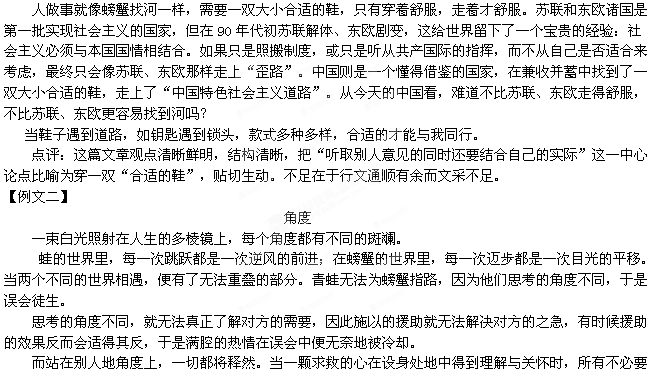 人做事就像螃蟹找河一样，需要一双大小合适的鞋，只有穿着舒服，走着才舒服。苏联和东欧诸国是
第一批实现社会主义的国家，但在 90 年代初苏联解体、东欧剧变，这给世界留下了一个宝贵的经验：社
会主义必须与本国国情相结合。如果只是照搬制度，或只是听从共产国际的指挥，而不从自己是否适合来
考虑，最终只会像苏联、东欧那样走上“歪路”。中国则是一个懂得借鉴的国家，在兼收并蓄中找到了一
双大小合适的鞋，走上了“中国特色社会主义道路”。从今天的中国看，难道不比苏联、东欧走得舒服，
不比苏联、东欧更容易找到河吗？
当鞋子遇到道路，如钥匙遇到锁头，款式多种多样，合适的才能与我同行。
点评：这篇文章观点清晰鲜明，结构清晰，把“听取别人意见的同时还要结合自己的实际”这一中心
论点比喻为穿一双“合适的鞋”，贴切生动。不足在于行文通顺有余而文采不足。
【例文二】
角度
一束白光照射在人生的多棱镜上，每个角度都有不同的斑斓。
蛙的世界里，每一次跳跃都是一次逆风的前进；在螃蟹的世界里，每一次迈步都是一次目光的平移。
当两个不同的世界相遇，便有了无法重叠的部分。青蛙无法为螃蟹指路，因为他们思考的角度不同，于是
误会徒生。
思考的角度不同，就无法真正了解对方的需要，因此施以的援助就无法解决对方的之急，有时候援助
的效果反而会适得其反，于是满腔的热情在误会中便无奈地被冷却。
而站在别人地角度上，一切都将释然。当一颗求救的心在设身处地中得到理解与关怀时，所有不必要